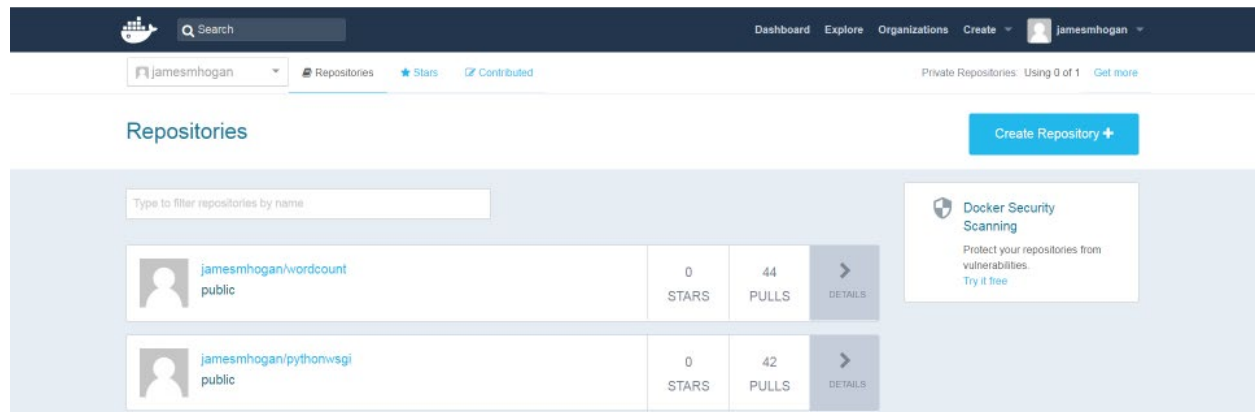 Search
Dashboard Explore Organizations Create jamesmhogan
jamesmhogan Repositories Stars Contributed Private Repositories: Using 0 of 1 Get more
Repositories
Create Repository
Type to filter repositories by name
Docker Security
Scanning
Protect your repositories from
vulnerabilities.
Try it free
jamesmhogan/wordcount
public
0
STARS
44
PULLS
DETAILS
jamesmhogan/pythonwsgi
public
0
STARS
42
PULLS
DETAILS